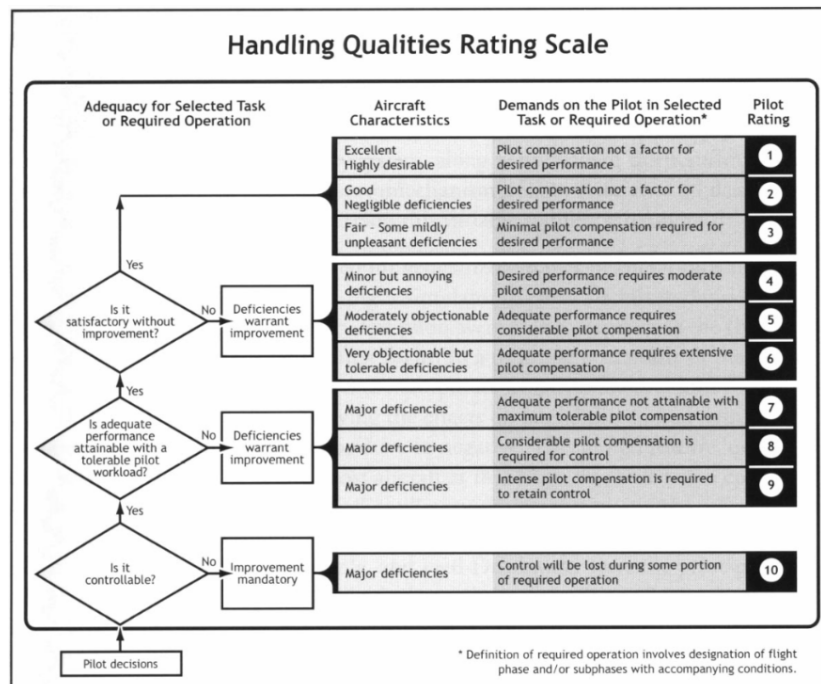 Handling Qualities Rating Scale
Adequacy for Selected Task
or Required Operation
Aircraft
Characteristics
Demands on the Pilot in Selected
Task or Required Operation*
Pilot
Rating
Excellent
Highly desirable
Pilot compensation not a factor for
desired performance
1
Good
Negligible deficiencies
Pilot compensation not a factor for
desired performance
2
Fair – Some mildly
unpleasant deficiencies
Minimal pilot compensation required for
desired performance
3
Yes
Is it
satisfactory without
improvement?
No
Deficiencies
warrant
improvement
Minor but annoying
deficiencies
Desired performance requires moderate
pilot compensation
4
Moderately objectionable
deficiencies
Adequate performance requires
considerable pilot compensation
5
Very objectionable but
tolerable deficiencies
Adequate performance requires extensive
pilot compensation
6
Yes
Is adequate
performance
attainable with a
tolerable pilot
workload?
No
Deficiencies
warrant
improvement
Major deficiencies
Adequate performance not attainable with
maximum tolerable pilot compensation
7
Major deficiencies
Considerable pilot compensation is
required for control
8
Major deficiencies
Intense pilot compensation is required
to retain control
9
Yes
Is it
controllable?
No
Improvement
mandatory
Major deficiencies
Control will be lost during some portion
of required operation
10
Pilot decisions
* Definition of required operation involves designation of flight
phase and/or subphases with accompanying conditions.